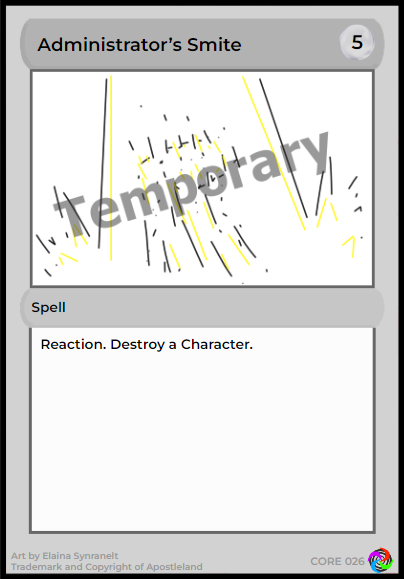 Administrator’s Smite
5
Temporary
Spell
Reaction. Destroy a Character.
Art by Elaina Synranelt
Trademark and Copyright of Apostleland
CORE 026